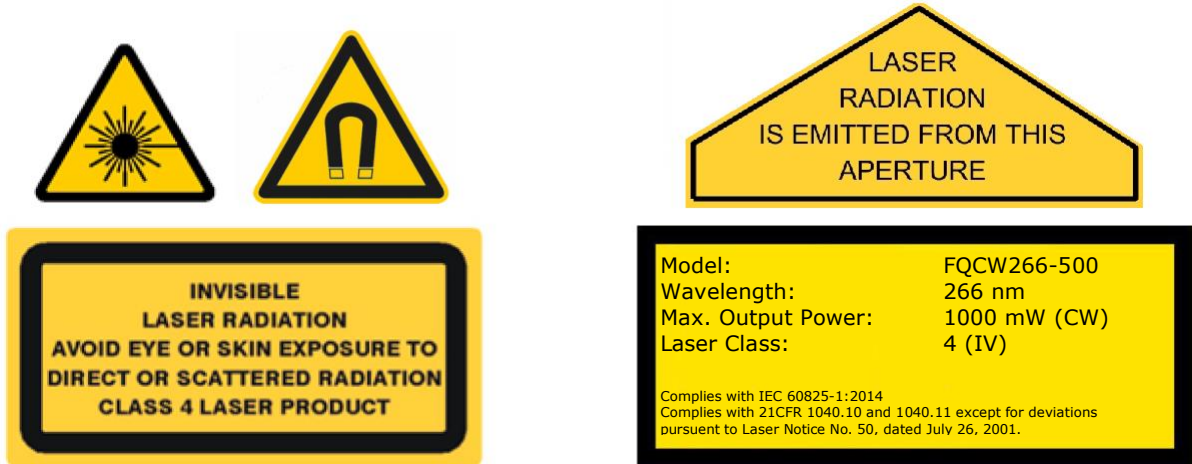 LASER
RADIATION
IS EMITTED FROM THIS
APERTURE
INVISIBLE
LASER RADIATION
AVOID EYE OR SKIN EXPOSURE TO
DIRECT OR SCATTERED RADIATION
CLASS 4 LASER PRODUCT
Model: FQCW266-500
Wavelength: 266 nm
Max. Output Power: 1000 mW (CW)
Laser Class: 4 (IV)
Complies with IEC 60825-1:2014
Complies with 21CFR 1040.10 and 1040.11 except for deviations
pursuant to Laser Notice No. 50, dated July 26, 2001.